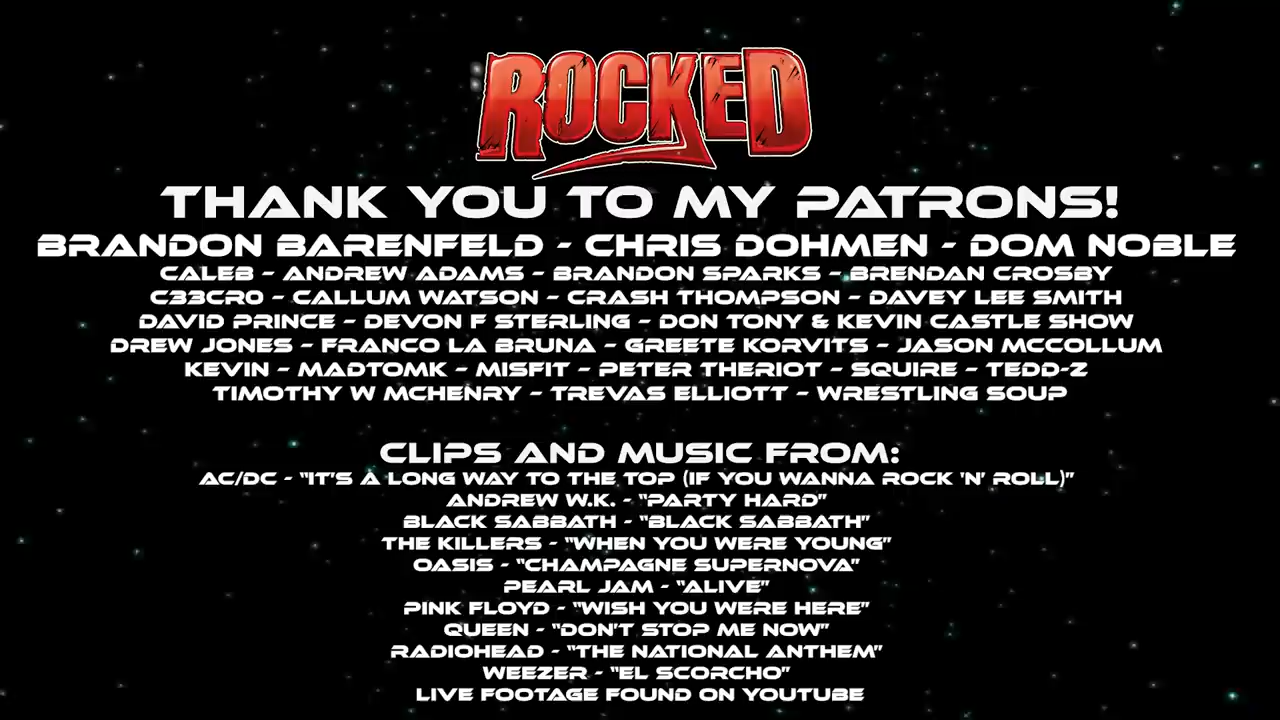 ROCKED
THANK YOU TO MY PATRONS!
BRANDON BARENFELD - CHRIS DOHMEN - DOM NOBLE
CALEB - ANDREW ADAMS - BRANDON SPARKS - BRENDAN CROSBY
C33CR0 - CALLUM WATSON - CRASH THOMPSON - DAVEY LEE SMITH
DAVID PRINCE - DEVON F STERLING - DON TONY & KEVIN CASTLE SHOW
DREW JONES - FRANCO LA BRUNA - GREETE KORVITS - JASON MCCOLLUM
KEVIN - MADTOMK - MISFIT - PETER THERIOT - SQUIRE - TEDD-Z
TIMOTHY W MCHENRY - TREVAS ELLIOTT - WRESTLING SOUP
CLIPS AND MUSIC FROM:
AC/DC - "IT'S A LONG WAY TO THE TOP (IF YOU WANNA ROCK 'N' ROLL)"
ANDREW W.K. - "PARTY HARD"
BLACK SABBATH - "BLACK SABBATH"
THE KILLERS - "WHEN YOU WERE YOUNG"
OASIS - "CHAMPAGNE SUPERNOVA"
PEARL JAM - "ALIVE"
PINK FLOYD - "WISH YOU WERE HERE"
QUEEN - "DON'T STOP ME NOW"
RADIOHEAD - "THE NATIONAL ANTHEM"
WEEZER - "EL SCORCHO"
LIVE FOOTAGE FOUND ON YOUTUBE